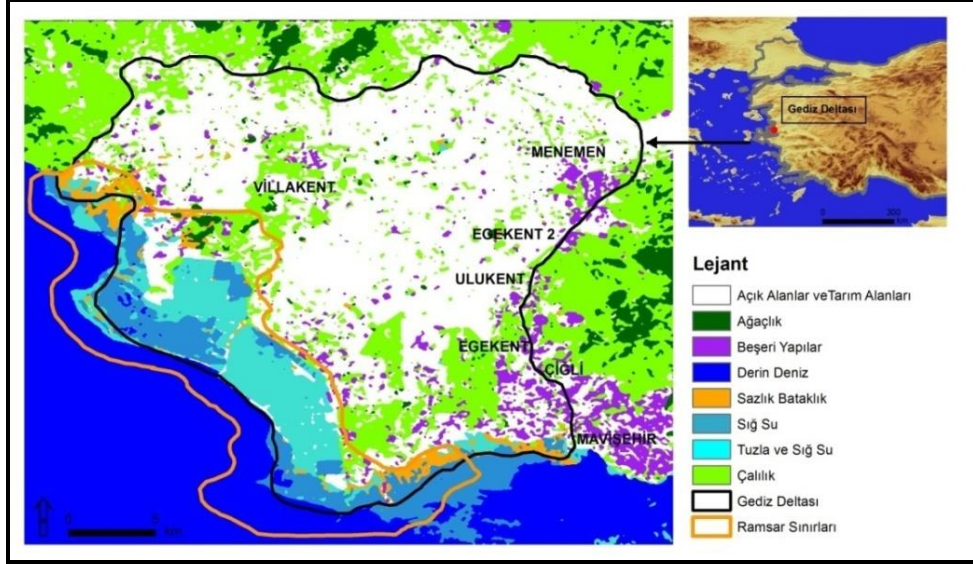 MENEMEN
VİLLAKENT
EGEKENT 2
ULUKENT
EGEKENT
ÇİĞLİ
MAVİŞEHİR
0 5
km
Gediz Deltası
0 300
km
Lejant
Açık Alanlar veTarım Alanları
Ağaçlık
Beşeri Yapılar
Derin Deniz
Sazlık Bataklık
Sığ Su
Tuzla ve Sığ Su
Çalılık
Gediz Deltası
Ramsar Sınırları